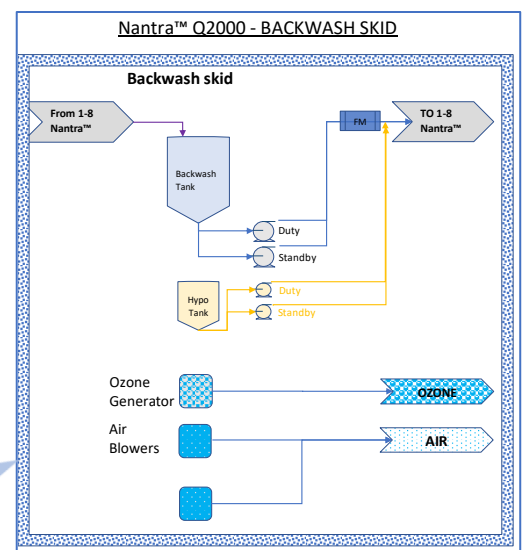 Nantra™ Q2000 - BACKWASH SKID
Backwash skid
From 1-8
Nantra™
FM
TO 1-8
Nantra™
Backwash
Tank
Duty
Standby
Hypo
Tank
Duty
Standby
Ozone
Generator
OZONE
Air
Blowers
AIR